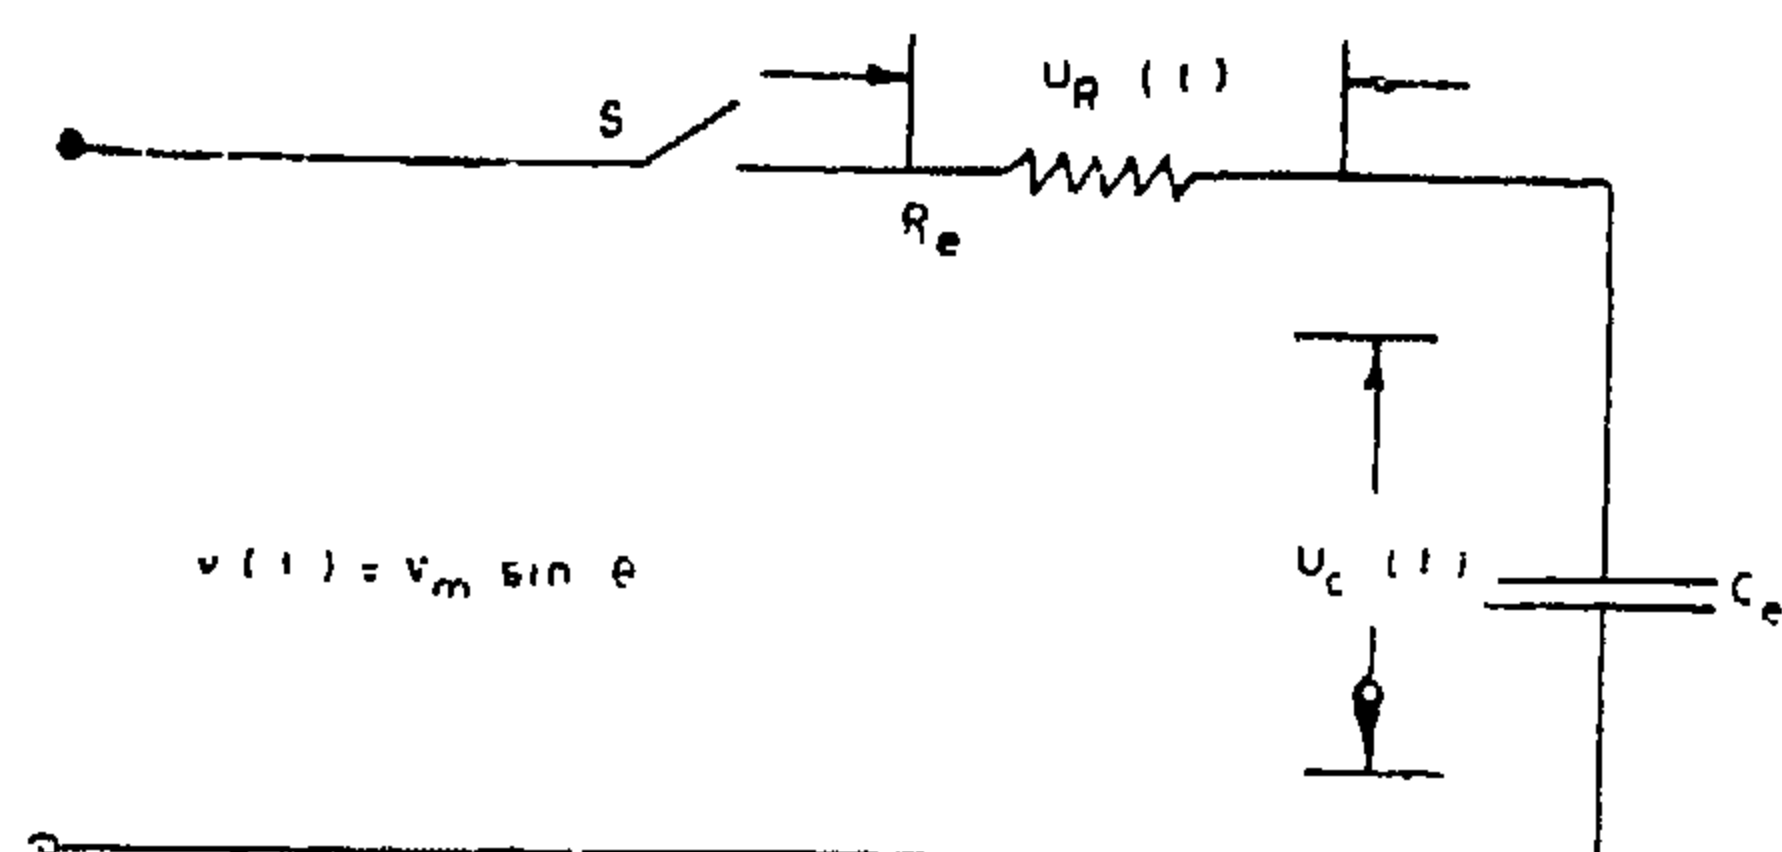 S
U_R (t)
R_e
U_c (t)
C_e
v(t) = v_m sin θ